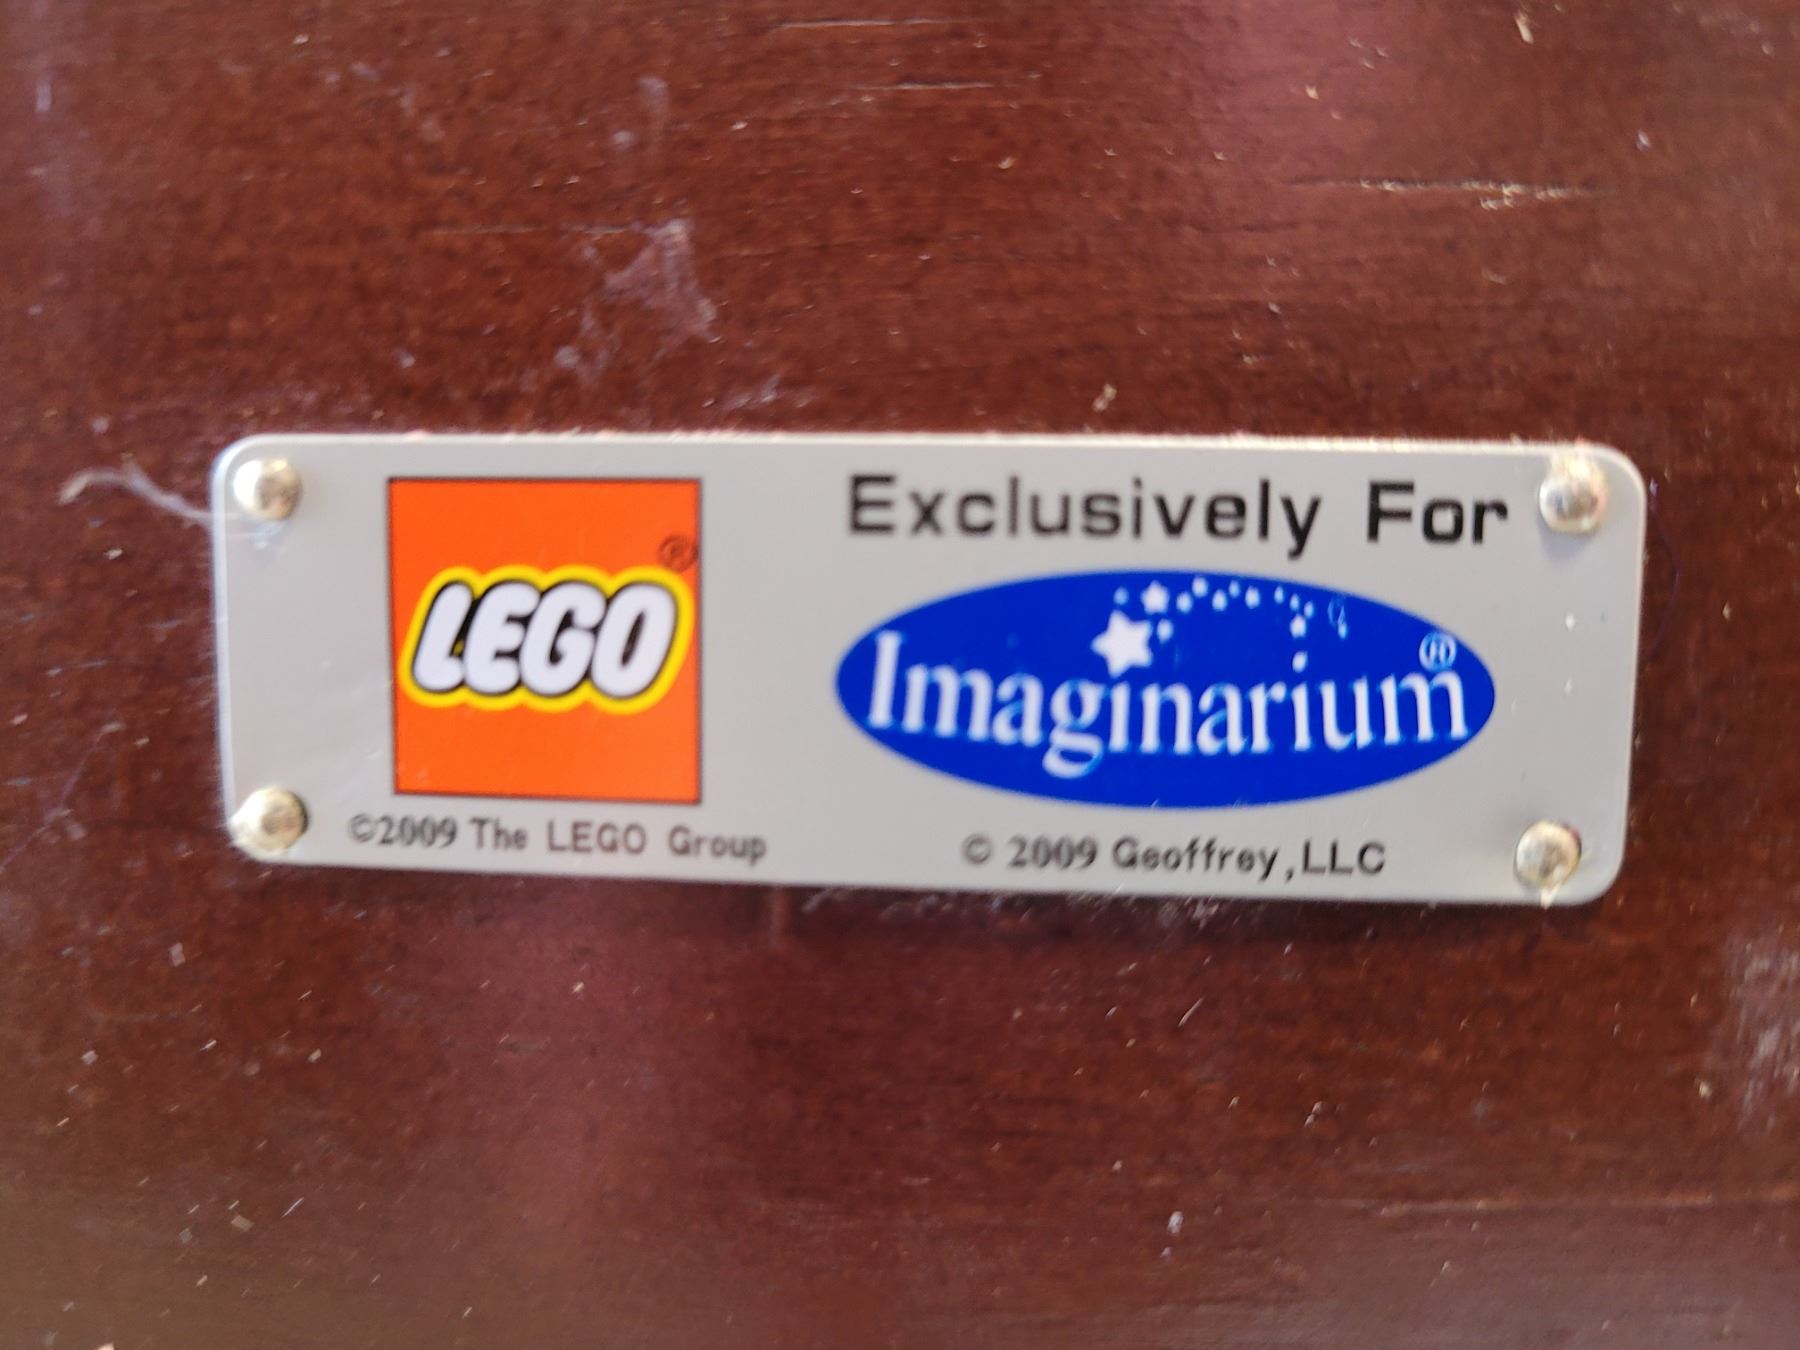 LEGO®
©2009 The LEGO Group
Exclusively For
Imaginarium®
© 2009 Geoffrey, LLC